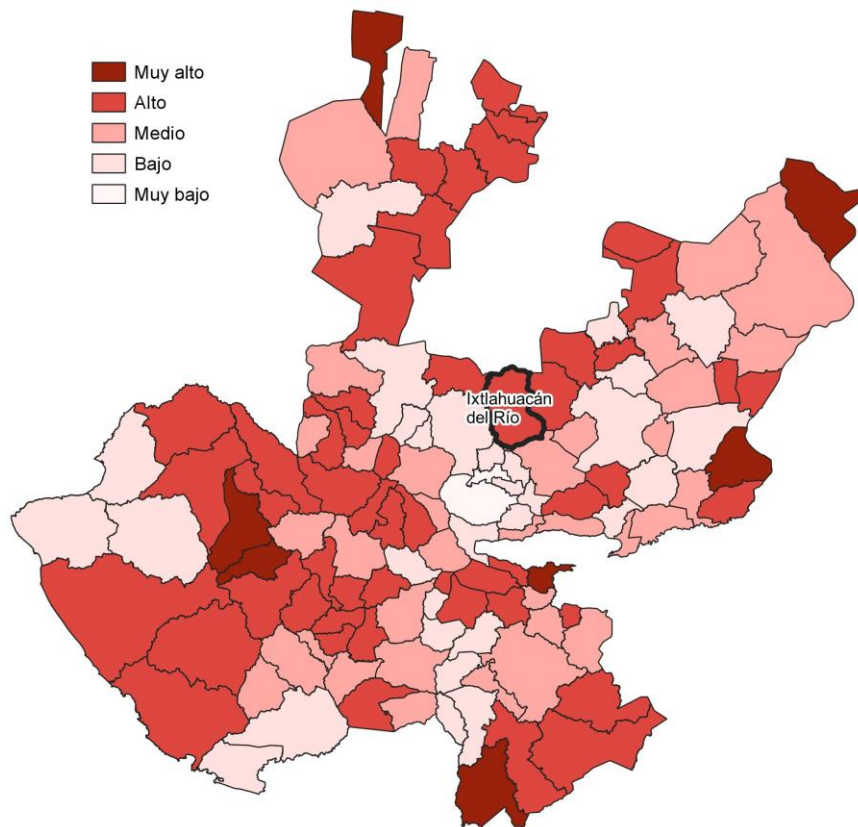 Muy alto
Alto
Medio
Bajo
Muy bajo
Ixtlahuacán
del Río